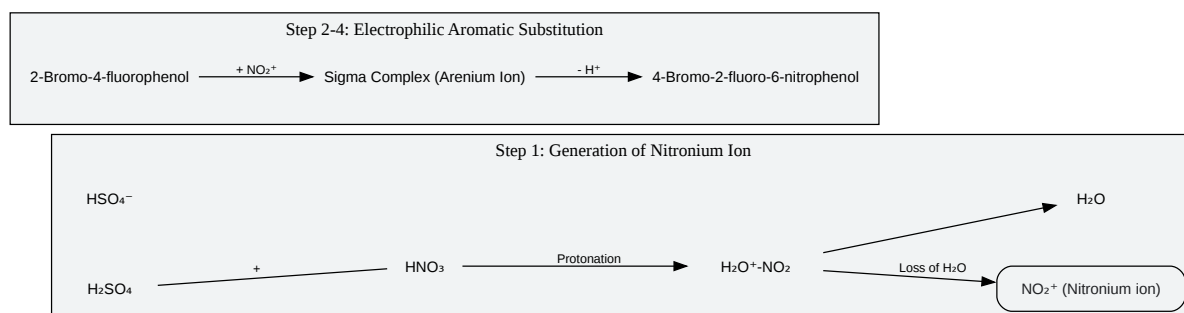 Step 2-4: Electrophilic Aromatic Substitution
2-Bromo-4-fluorophenol + NO₂⁺ Sigma Complex (Arenium Ion) - H⁺ 4-Bromo-2-fluoro-6-nitrophenol
Step 1: Generation of Nitronium Ion
HSO₄⁻ H₂O
H₂SO₄ + HNO₃ Protonation H₂O⁺-NO₂ Loss of H₂O NO₂⁺ (Nitronium ion)